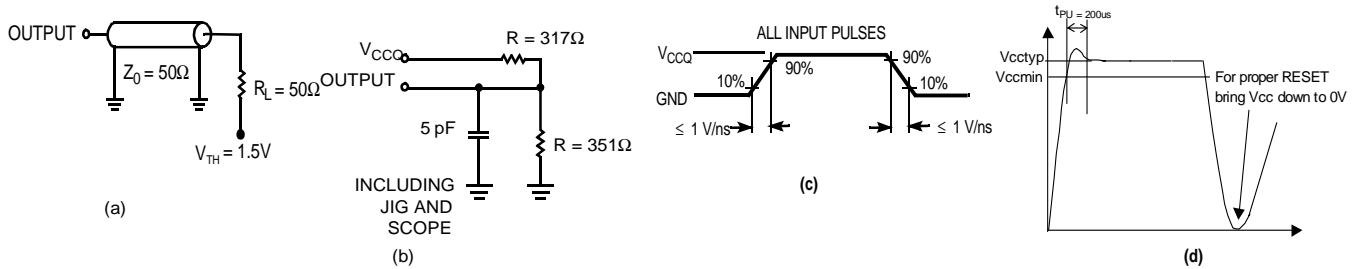 OUTPUT
Z0 = 50Ω
RL = 50Ω
VTH = 1.5V
(a)
VCCQ
R = 317Ω
OUTPUT
5 pF
R = 351Ω
INCLUDING
JIG AND
SCOPE
(b)
ALL INPUT PULSES
VCCQ
90%
90%
10%
10%
GND
≤ 1 V/ns
≤ 1 V/ns
(c)
tPU = 200us
Vcctyp
Vccmin
For proper RESET
bring Vcc down to 0V
(d)